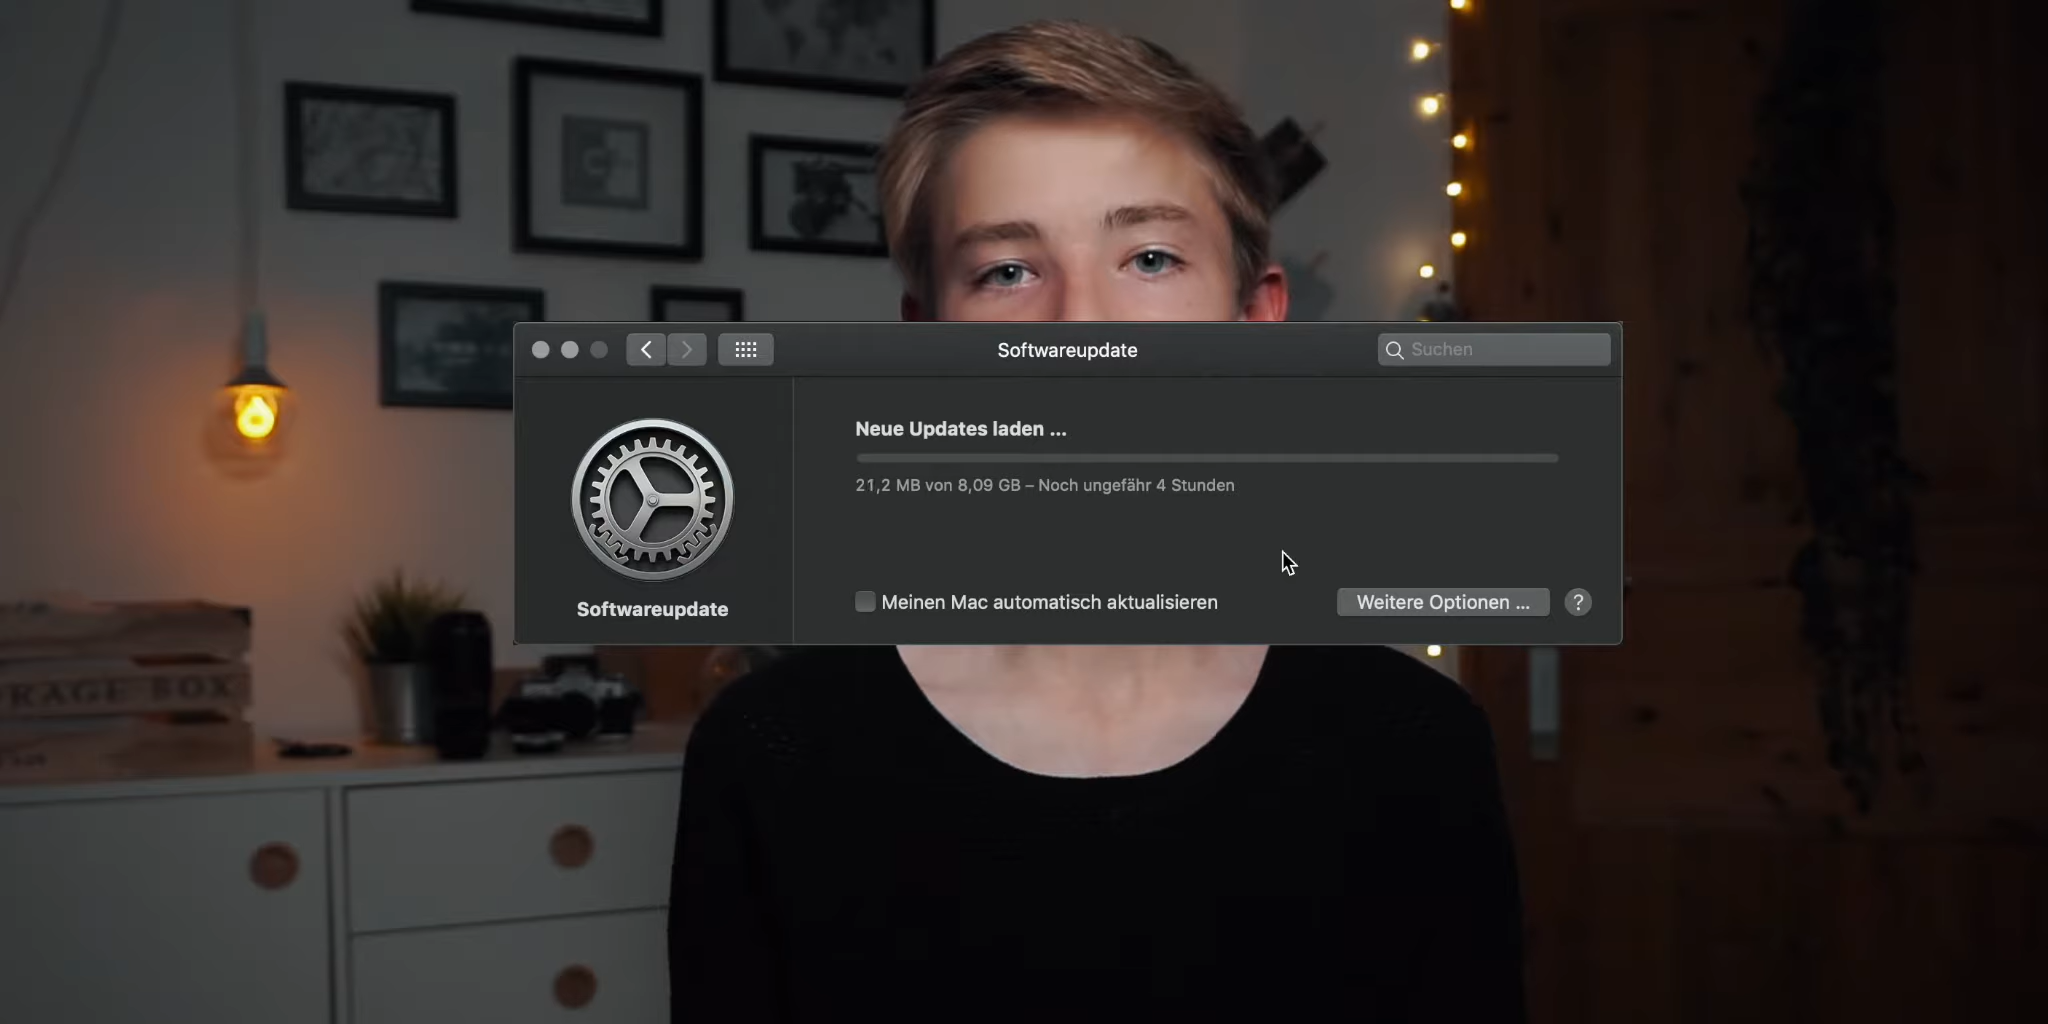 Softwareupdate
Suchen
Neue Updates laden ...
21,2 MB von 8,09 GB – Noch ungefähr 4 Stunden
Softwareupdate
Meinen Mac automatisch aktualisieren
Weitere Optionen ...
?
RAGE BOX